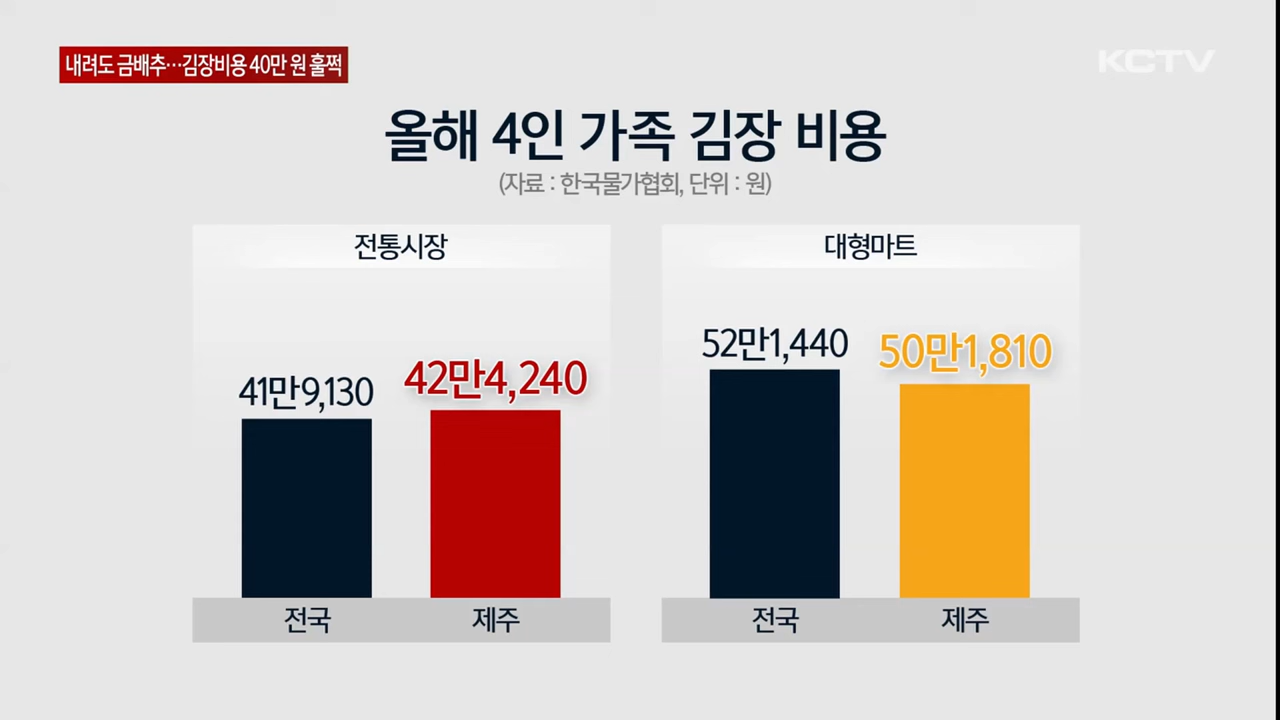 내려도 금배추…김장비용 40만 원 훌쩍
KCTV
올해 4인 가족 김장 비용
(자료 : 한국물가협회, 단위 : 원)
전통시장
41만 9,130
42만 4,240
전국
제주
대형마트
52만 1,440
50만 1,810
전국
제주